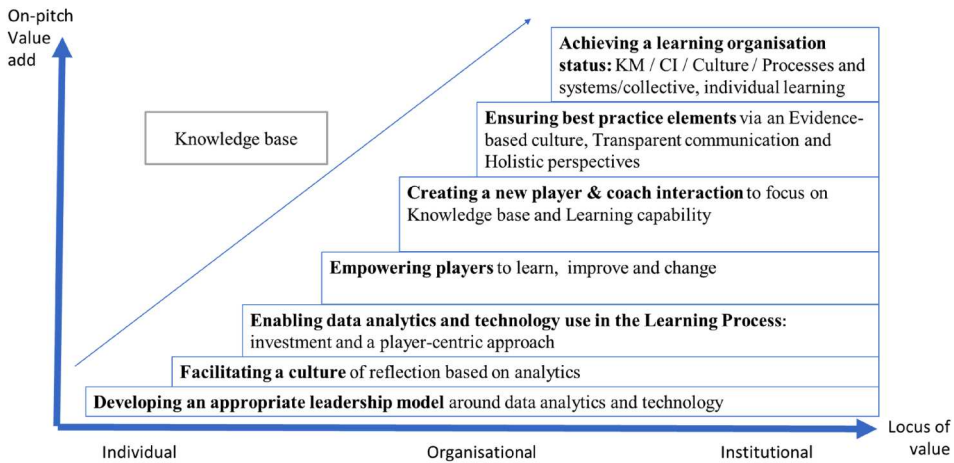 On-pitch
Value
add
Achieving a learning organisation
status: KM / CI / Culture / Processes and
systems/collective, individual learning
Ensuring best practice elements via an Evidence-
based culture, Transparent communication and
Holistic perspectives
Knowledge base
Creating a new player & coach interaction to focus on
Knowledge base and Learning capability
Empowering players to learn, improve and change
Enabling data analytics and technology use in the Learning Process:
investment and a player-centric approach
Facilitating a culture of reflection based on analytics
Developing an appropriate leadership model around data analytics and technology
Locus of
value
Individual
Organisational
Institutional